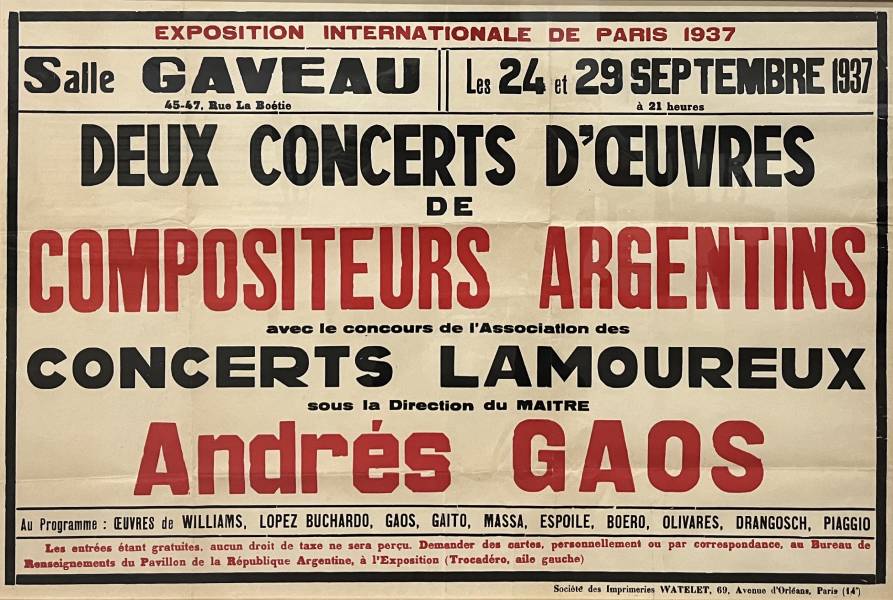 EXPOSITION INTERNATIONALE DE PARIS 1937
Salle GAVEAU
45-47, Rue La Boétie
Les 24 et 29 SEPTEMBRE 1937
à 21 heures
DEUX CONCERTS D'ŒUVRES
DE
COMPOSITEURS ARGENTINS
avec le concours de l'Association des
CONCERTS LAMOUREUX
sous la Direction du MAITRE
Andrés GAOS
Au Programme : ŒUVRES de WILLIAMS, LOPEZ BUCHARDO, GAOS, GAITO, MASSA, ESPOILE, BOERO, OLIVARES, DRANGOSCH, PIAGGIO
Les entrées étant gratuites, aucun droit de taxe ne sera perçu. Demander des cartes, personnellement ou par correspondance, au Bureau de
Renseignements du Pavillon de la République Argentine, à l'Exposition (Trocadéro, aile gauche)
Société des Imprimeries WATELET, 69, Avenue d'Orléans, Paris (14ᵉ)